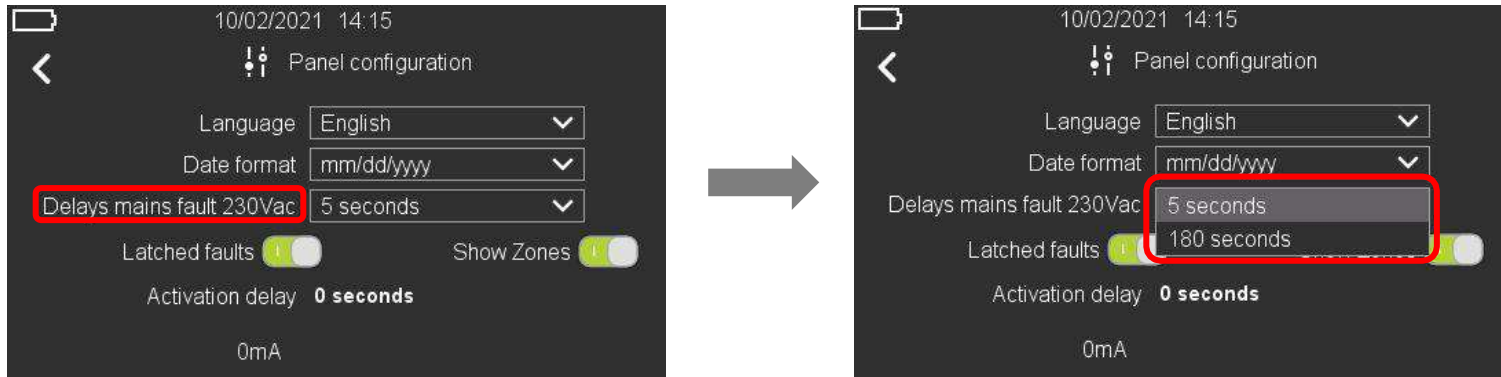 10/02/2021 14:15
Panel configuration
Language English
Date format mm/dd/yyyy
Delays mains fault 230Vac 5 seconds
Latched faults Show Zones
Activation delay 0 seconds
0mA
10/02/2021 14:15
Panel configuration
Language English
Date format mm/dd/yyyy
Delays mains fault 230Vac 5 seconds
180 seconds
Latched faults Show Zones
Activation delay 0 seconds
0mA